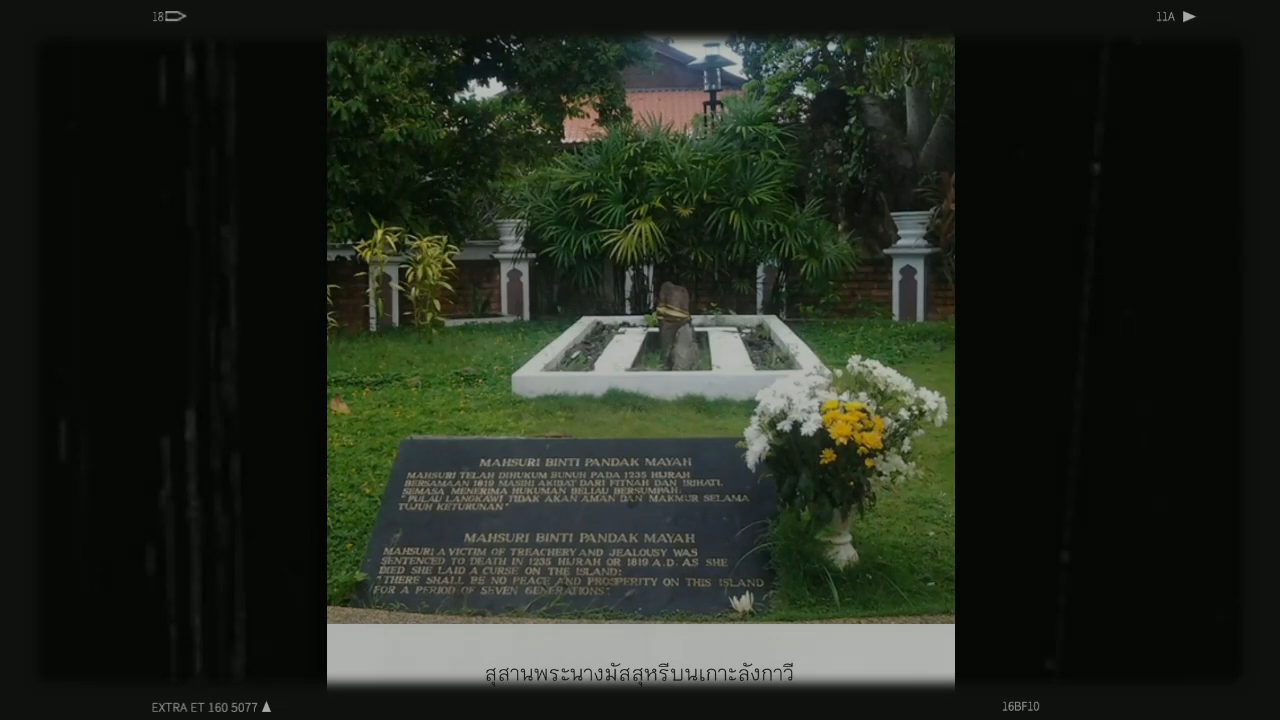 18
11A
MAHSURI BINTI PANDAK MAYAH
MAHSURI TELAH DIHUKUM BUNUH PADA 1235 HIJRAH
BERSAMAAN 1819 MASIHI AKIBAT DARI FITNAH DAN IRIHATI.
SEMASA MENERIMA HUKUMAN BELIAU BERSUMPAH:
"PULAU LANGKAWI TIDAK AKAN AMAN DAN MAKMUR SELAMA
TUJUH KETURUNAN"
MAHSURI BINTI PANDAK MAYAH
MAHSURI A VICTIM OF TREACHERY AND JEALOUSY WAS
SENTENCED TO DEATH IN 1235 HIJRAH OR 1819 A.D. AS SHE
DIED SHE LAID A CURSE ON THE ISLAND:
"THERE SHALL BE NO PEACE AND PROSPERITY ON THIS ISLAND
FOR A PERIOD OF SEVEN GENERATIONS".
สุสานพระนางมัสสุหรีบนเกาะลังกาวี
EXTRA ET 160 5077
16BF10